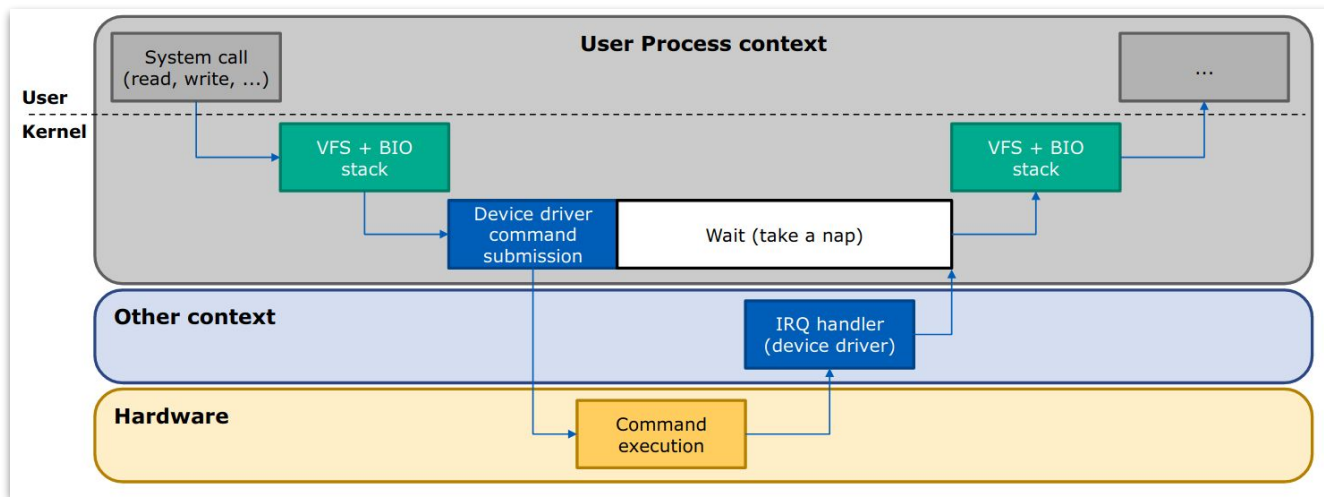 User Process context
System call
(read, write, ...)
...
User
Kernel
VFS + BIO
stack
VFS + BIO
stack
Device driver
command
submission
Wait (take a nap)
Other context
IRQ handler
(device driver)
Hardware
Command
execution